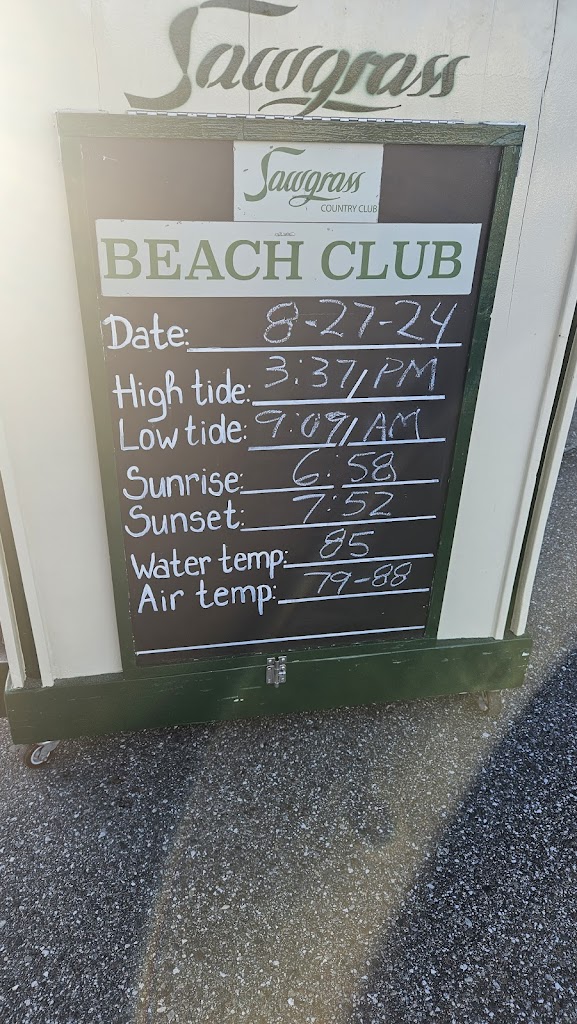 Sawgrass
Sawgrass
COUNTRY CLUB
BEACH CLUB
Date: 8-27-24
High tide: 3:37/PM
Low tide: 9:09/AM
Sunrise: 6:58
Sunset: 7:52
Water temp: 85
Air temp: 79-88